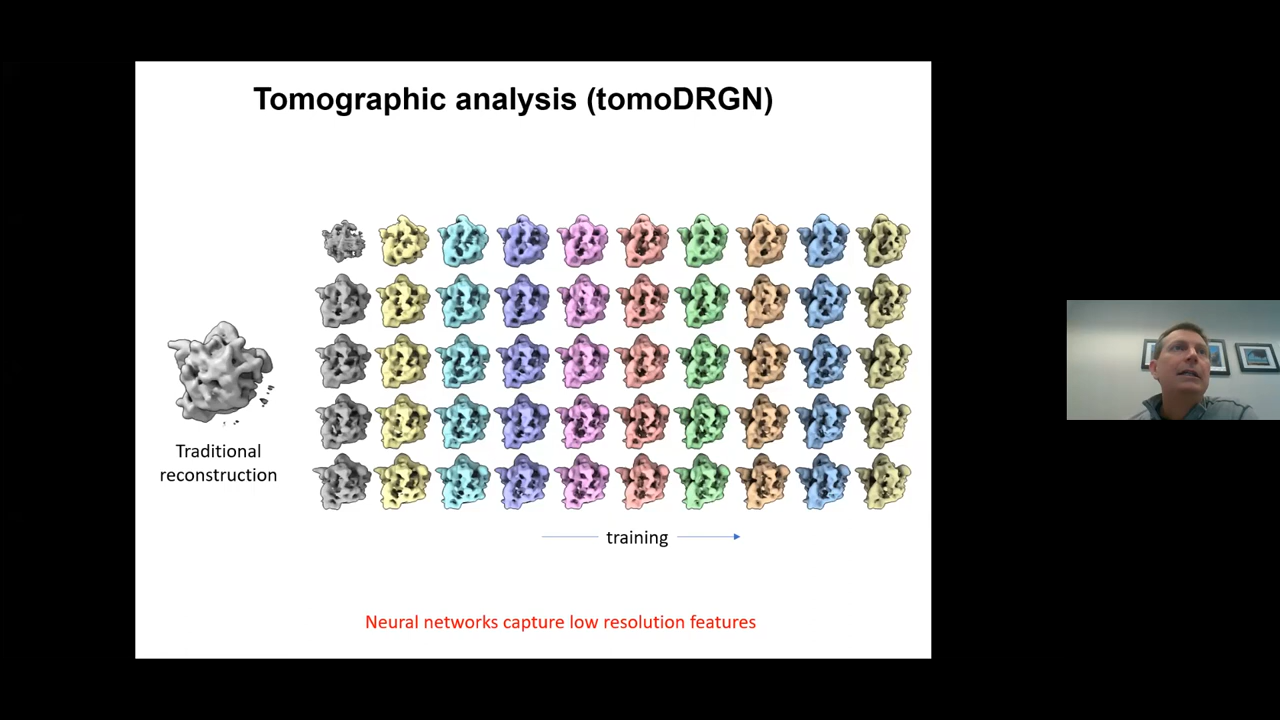 Tomographic analysis (tomoDRGN)
Traditional
reconstruction
training
Neural networks capture low resolution features